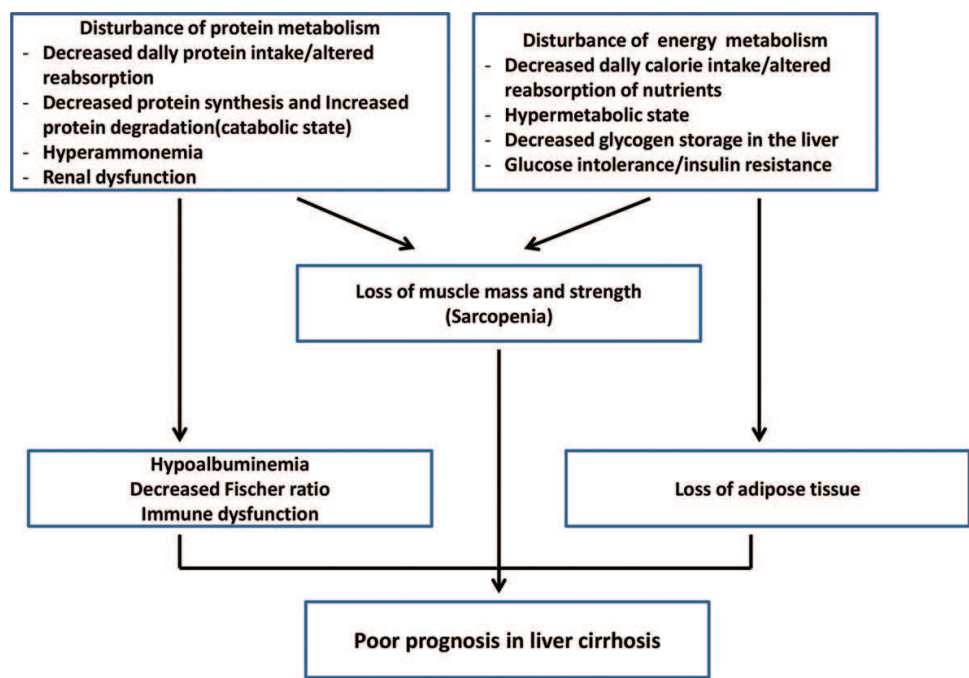 Disturbance of protein metabolism
- Decreased dally protein intake/altered
reabsorption
- Decreased protein synthesis and Increased
protein degradation(catabolic state)
- Hyperammonemia
- Renal dysfunction
Disturbance of energy metabolism
- Decreased dally calorie intake/altered
reabsorption of nutrients
- Hypermetabolic state
- Decreased glycogen storage in the liver
- Glucose intolerance/insulin resistance
Loss of muscle mass and strength
(Sarcopenia)
Hypoalbuminemia
Decreased Fischer ratio
Immune dysfunction
Loss of adipose tissue
Poor prognosis in liver cirrhosis